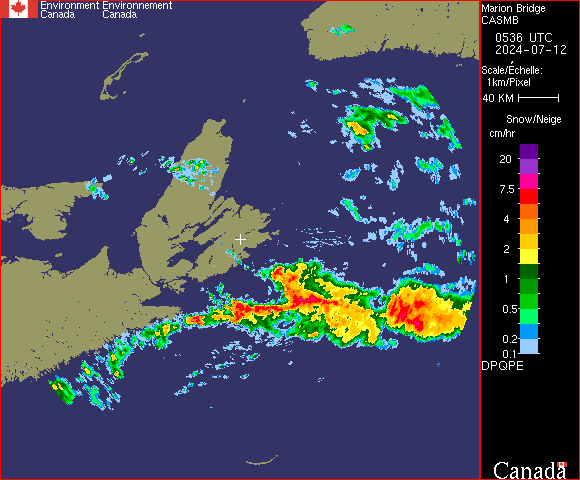 Environment Environnement
Canada Canada
Marion Bridge
CASMB
0536 UTC
2024-07-12
Scale/Echelle:
1km/Pixel
40 KM
Snow/Neige
cm/hr
20
7.5
4
2
1
0.5
0.2
0.1
DPQPE
Canada